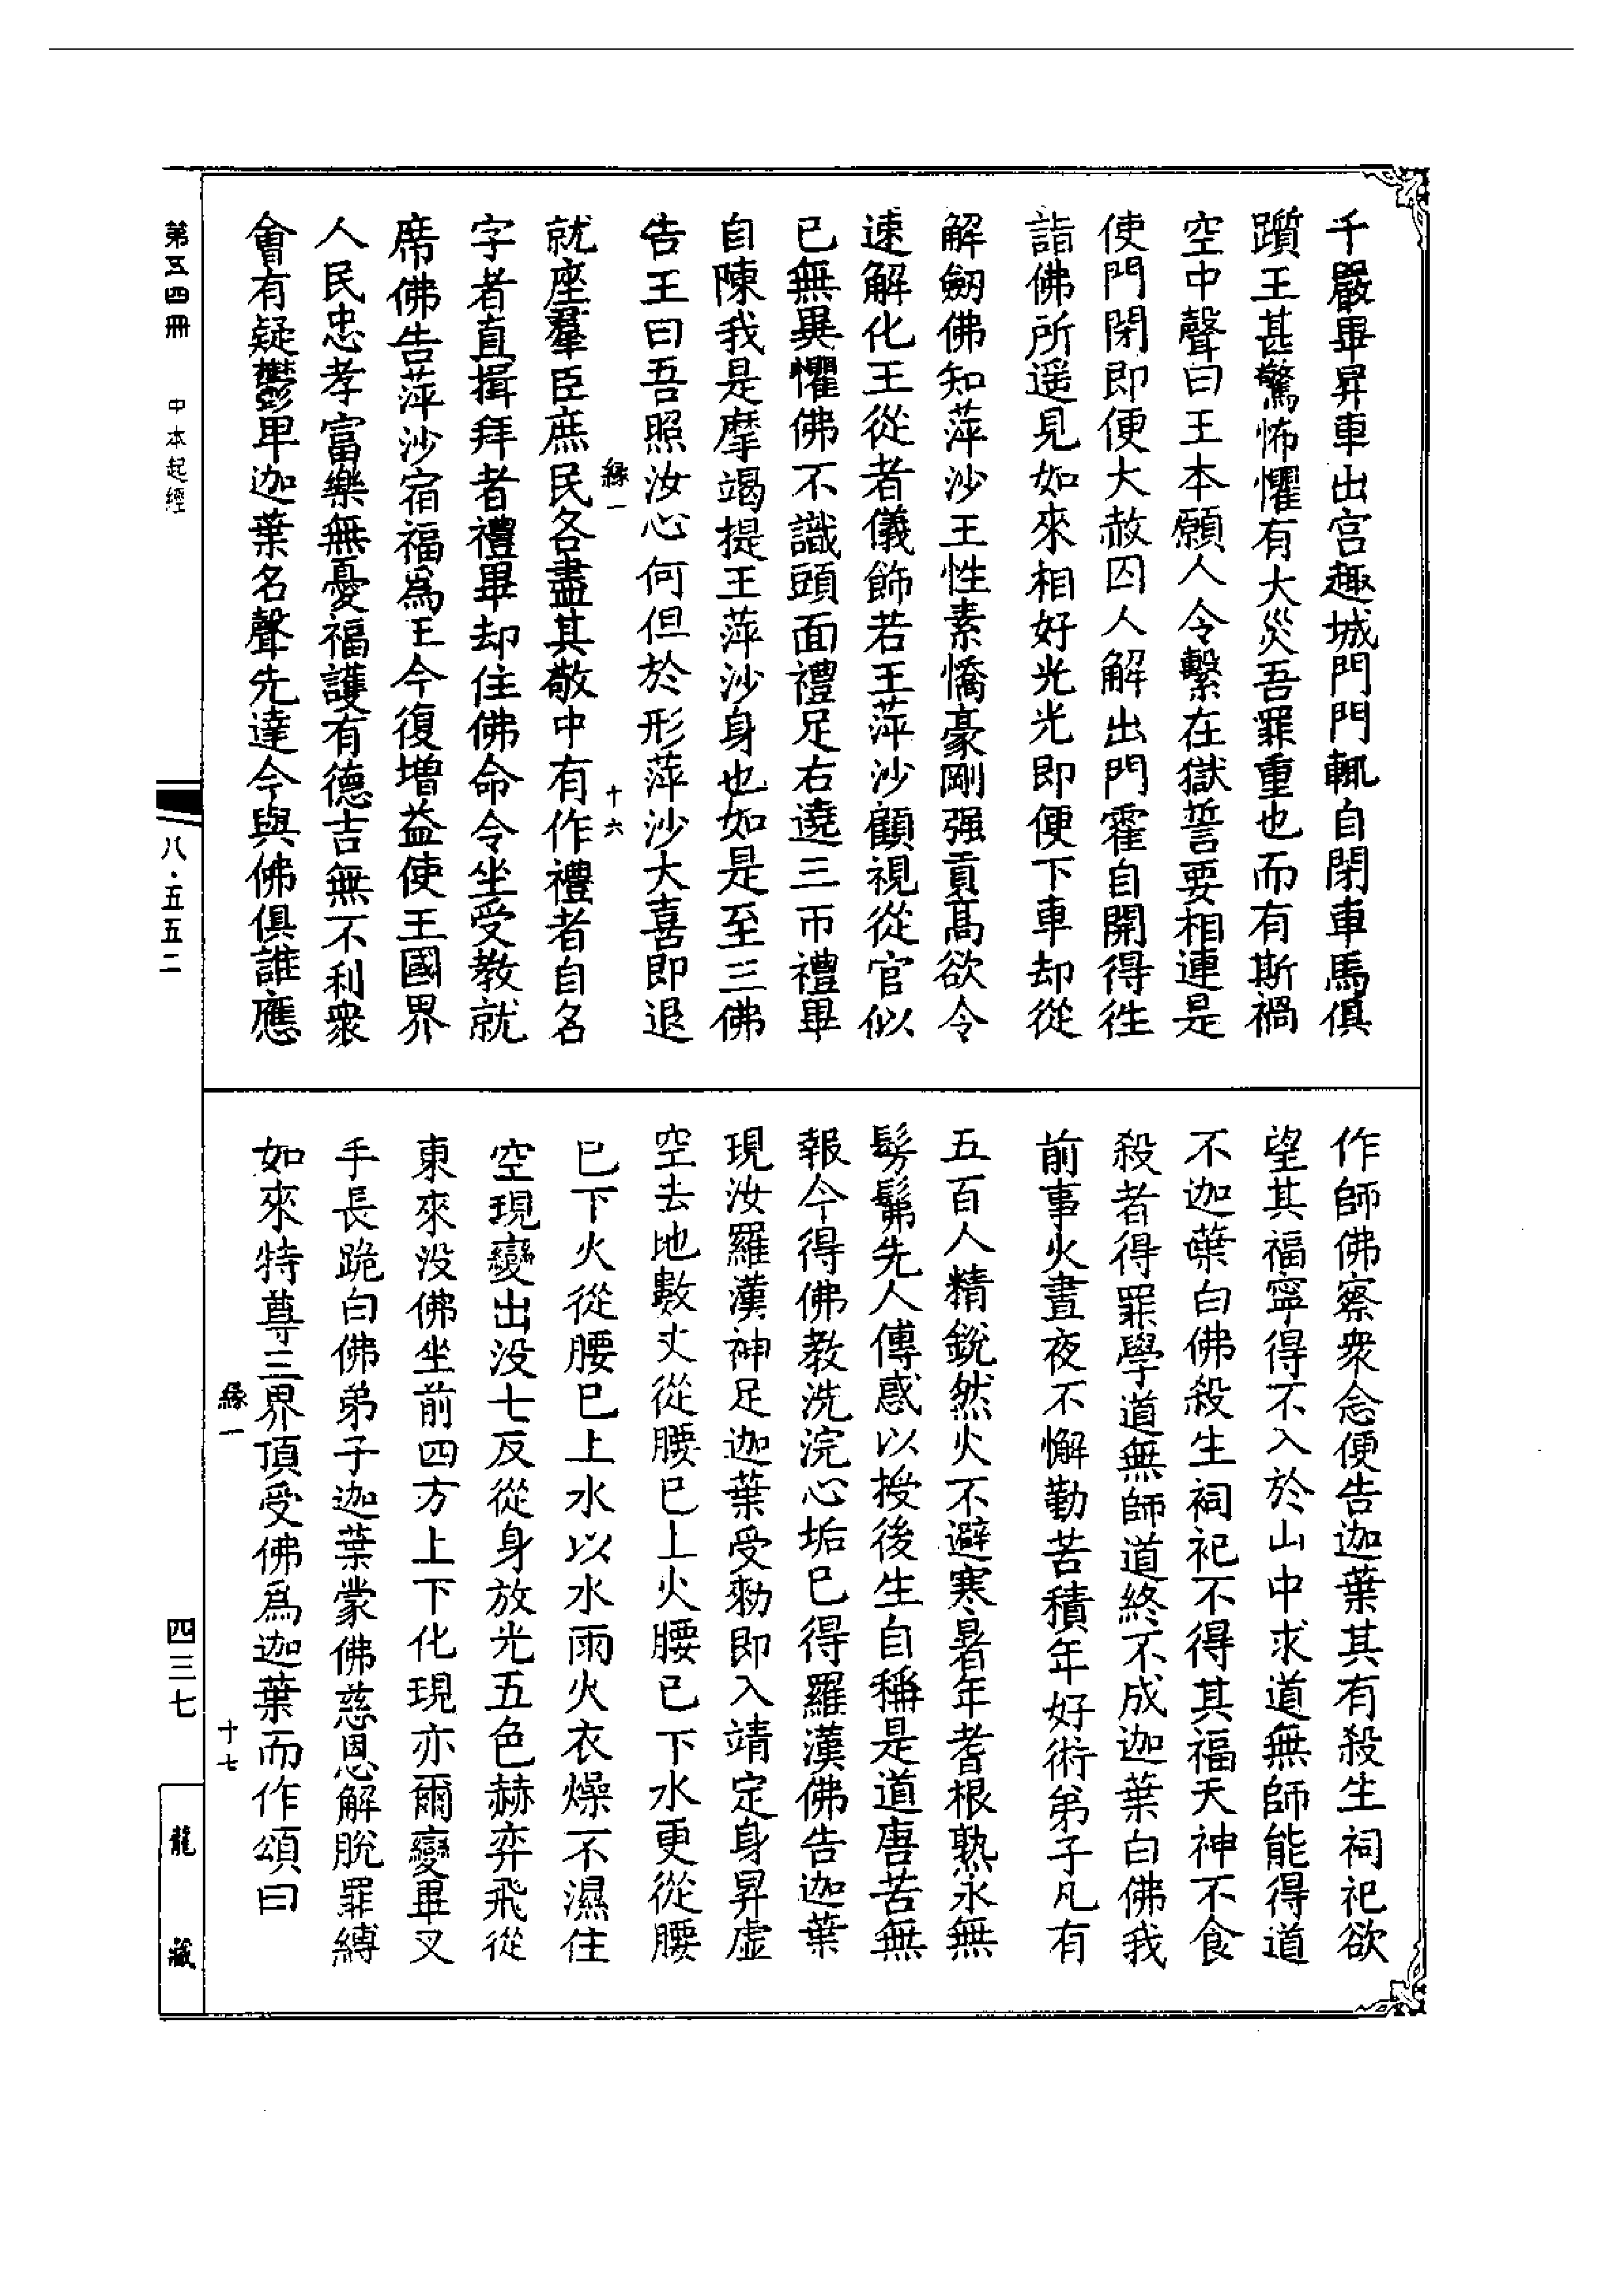 千嚴畢昇車出宮趣城門門輒自閉車馬俱
躓王甚驚怖懼有大災吾罪重也而有斯禍
空中聲曰王本願人今繫在獄誓要相連是
使門閉即便大赦囚人解出門霍自開得徃
詣佛所遥見如來相好光光即便下車却從
解劒佛知蓱沙王性素憍豪剛强貢高欲令
速解化王從者儀飾若王蓱沙顧視從官似
巳無異懼佛不識頭面禮足右遶三帀禮畢
自陳我是摩竭提王蓱沙身也如是至三佛
告王曰吾照汝心何但於形蓱沙大喜即退
就座羣臣庶民各盡其敬中有作禮者自名
字者直揖拜者禮畢却住佛命令坐受教就
席佛告蓱沙宿福爲王今復增益使王國界
人民忠孝富樂無憂福護有德吉無不利衆
會有疑鬱卑迦葉名聲先達今與佛俱誰應
緣一
十六
作師佛察衆念便告迦葉其有殺生祠祀欲
望其福寧得不入於山中求道無師能得道
不迦葉白佛殺生祠祀不得其福天神不食
殺者得罪學道無師道終不成迦葉白佛我
前事火晝夜不懈勤苦積年好術弟子凡有
五百人精銳然火不避寒暑年耆根熟永無
髣髴先人傳惑以授後生自稱是道唐苦無
報今得佛教洗浣心垢巳得羅漢佛告迦葉
現汝羅漢神足迦葉受勑即入靖定身昇虛
空去地數丈從腰巳上火腰巳下水更從腰
巳下火從腰巳上水以水雨火衣燥不濕住
空現變出没七反從身放光五色赫弈飛從
東來没佛坐前四方上下化現亦爾變畢叉
手長跪白佛弟子迦葉蒙佛慈恩解脫罪縛
如來特尊三界頂受佛爲迦葉而作頌曰
緣一
十七
第五四冊
中本起經
八·五五二
四三七
龍藏